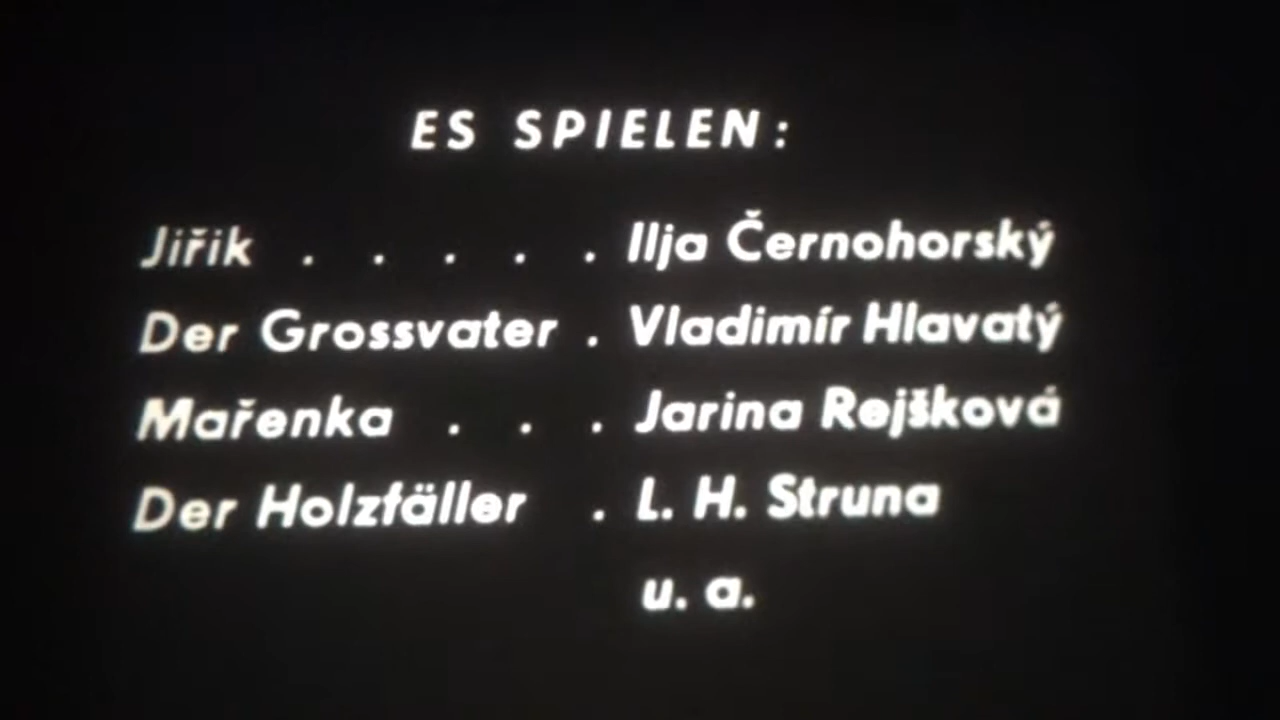 ES SPIELEN:
Jiřik . . . . . Ilja Černohorský
Der Grossvater . Vladimír Hlavatý
Mařenka . . . Jarina Rejšková
Der Holzfäller . L. H. Struna
u. a.